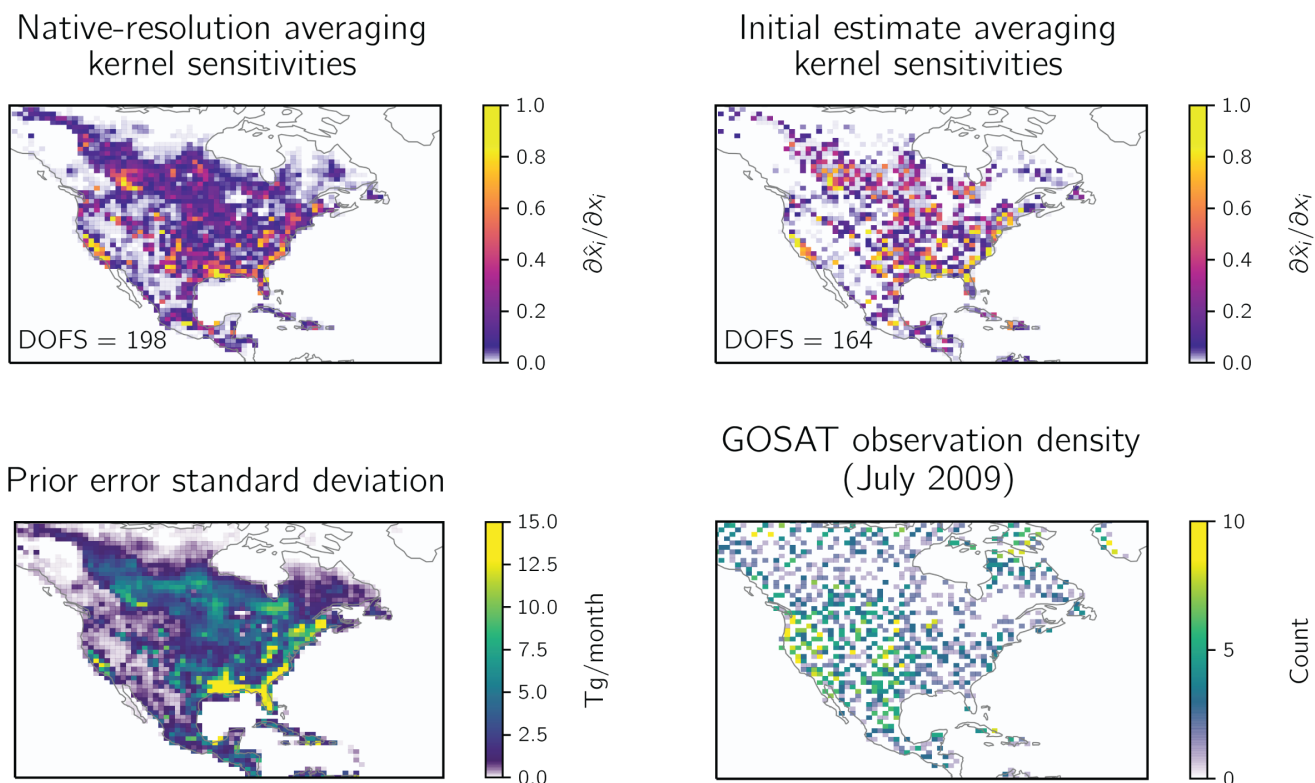 Native-resolution averaging
kernel sensitivities
1.0
0.8
0.6
0.4
0.2
0.0
∂x̂ᵢ/∂xᵢ
DOFS = 198
Initial estimate averaging
kernel sensitivities
1.0
0.8
0.6
0.4
0.2
0.0
∂x̂ᵢ/∂xᵢ
DOFS = 164
Prior error standard deviation
15.0
12.5
10.0
7.5
5.0
2.5
0.0
Tg/month
GOSAT observation density
(July 2009)
10
5
0
Count